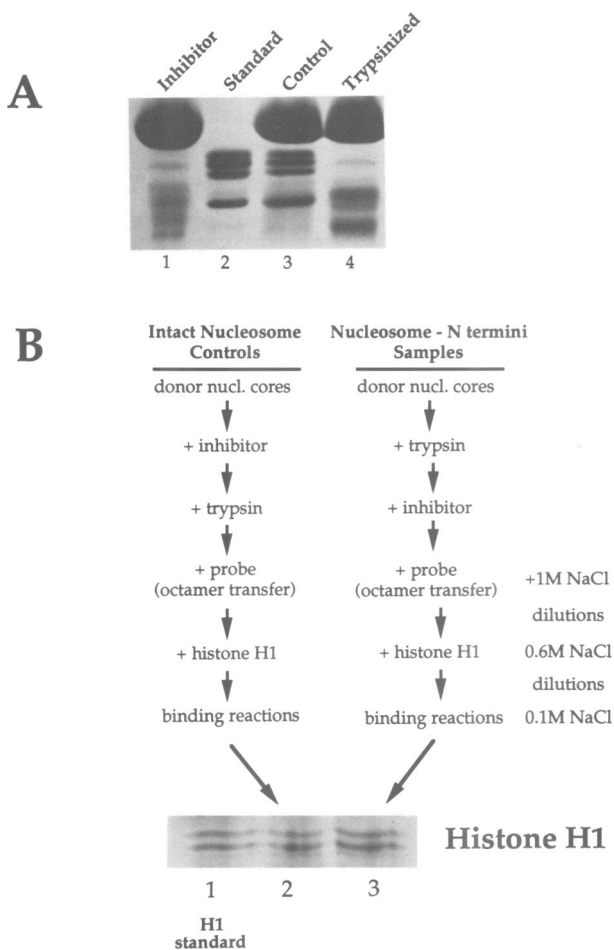 A
Inhibitor
Standard
Control
Trypsinized
1 2 3 4
B
Intact Nucleosome
Controls
Nucleosome - N termini
Samples
donor nucl. cores
donor nucl. cores
+ inhibitor
+ trypsin
+ trypsin
+ inhibitor
+ probe
(octamer transfer)
+ probe
(octamer transfer)
+1M NaCl
dilutions
+ histone H1
+ histone H1
0.6M NaCl
dilutions
binding reactions
binding reactions
0.1M NaCl
Histone H1
1 2 3
H1
standard